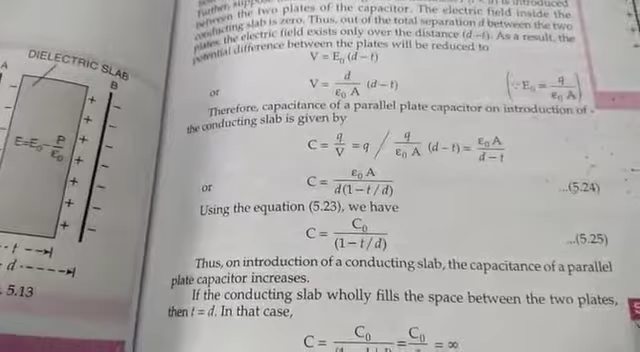 is introduced
Further, suppose
between the two plates of the capacitor. The electric field inside the
conducting slab is zero. Thus, out of the total separation d between the two
plates, the electric field exists only over the distance (d – t). As a result, the
potential difference between the plates will be reduced to
V = E₀ (d – t)
or V = d/ε₀ A (d – t) (∵ E₀ = q/ε₀ A)
Therefore, capacitance of a parallel plate capacitor on introduction of
the conducting slab is given by
C = q/V = q / q/ε₀ A (d – t) = ε₀ A/d – t
or C = ε₀ A/d(1 – t/d) ...(5.24)
Using the equation (5.23), we have
C = C₀/(1 – t/d) ...(5.25)
Thus, on introduction of a conducting slab, the capacitance of a parallel
plate capacitor increases.
If the conducting slab wholly fills the space between the two plates,
then t = d. In that case,
C = C₀ = C₀ = ∞
DIELECTRIC SLAB
A
B
E=E₀-P/ε₀
t
d
5.13